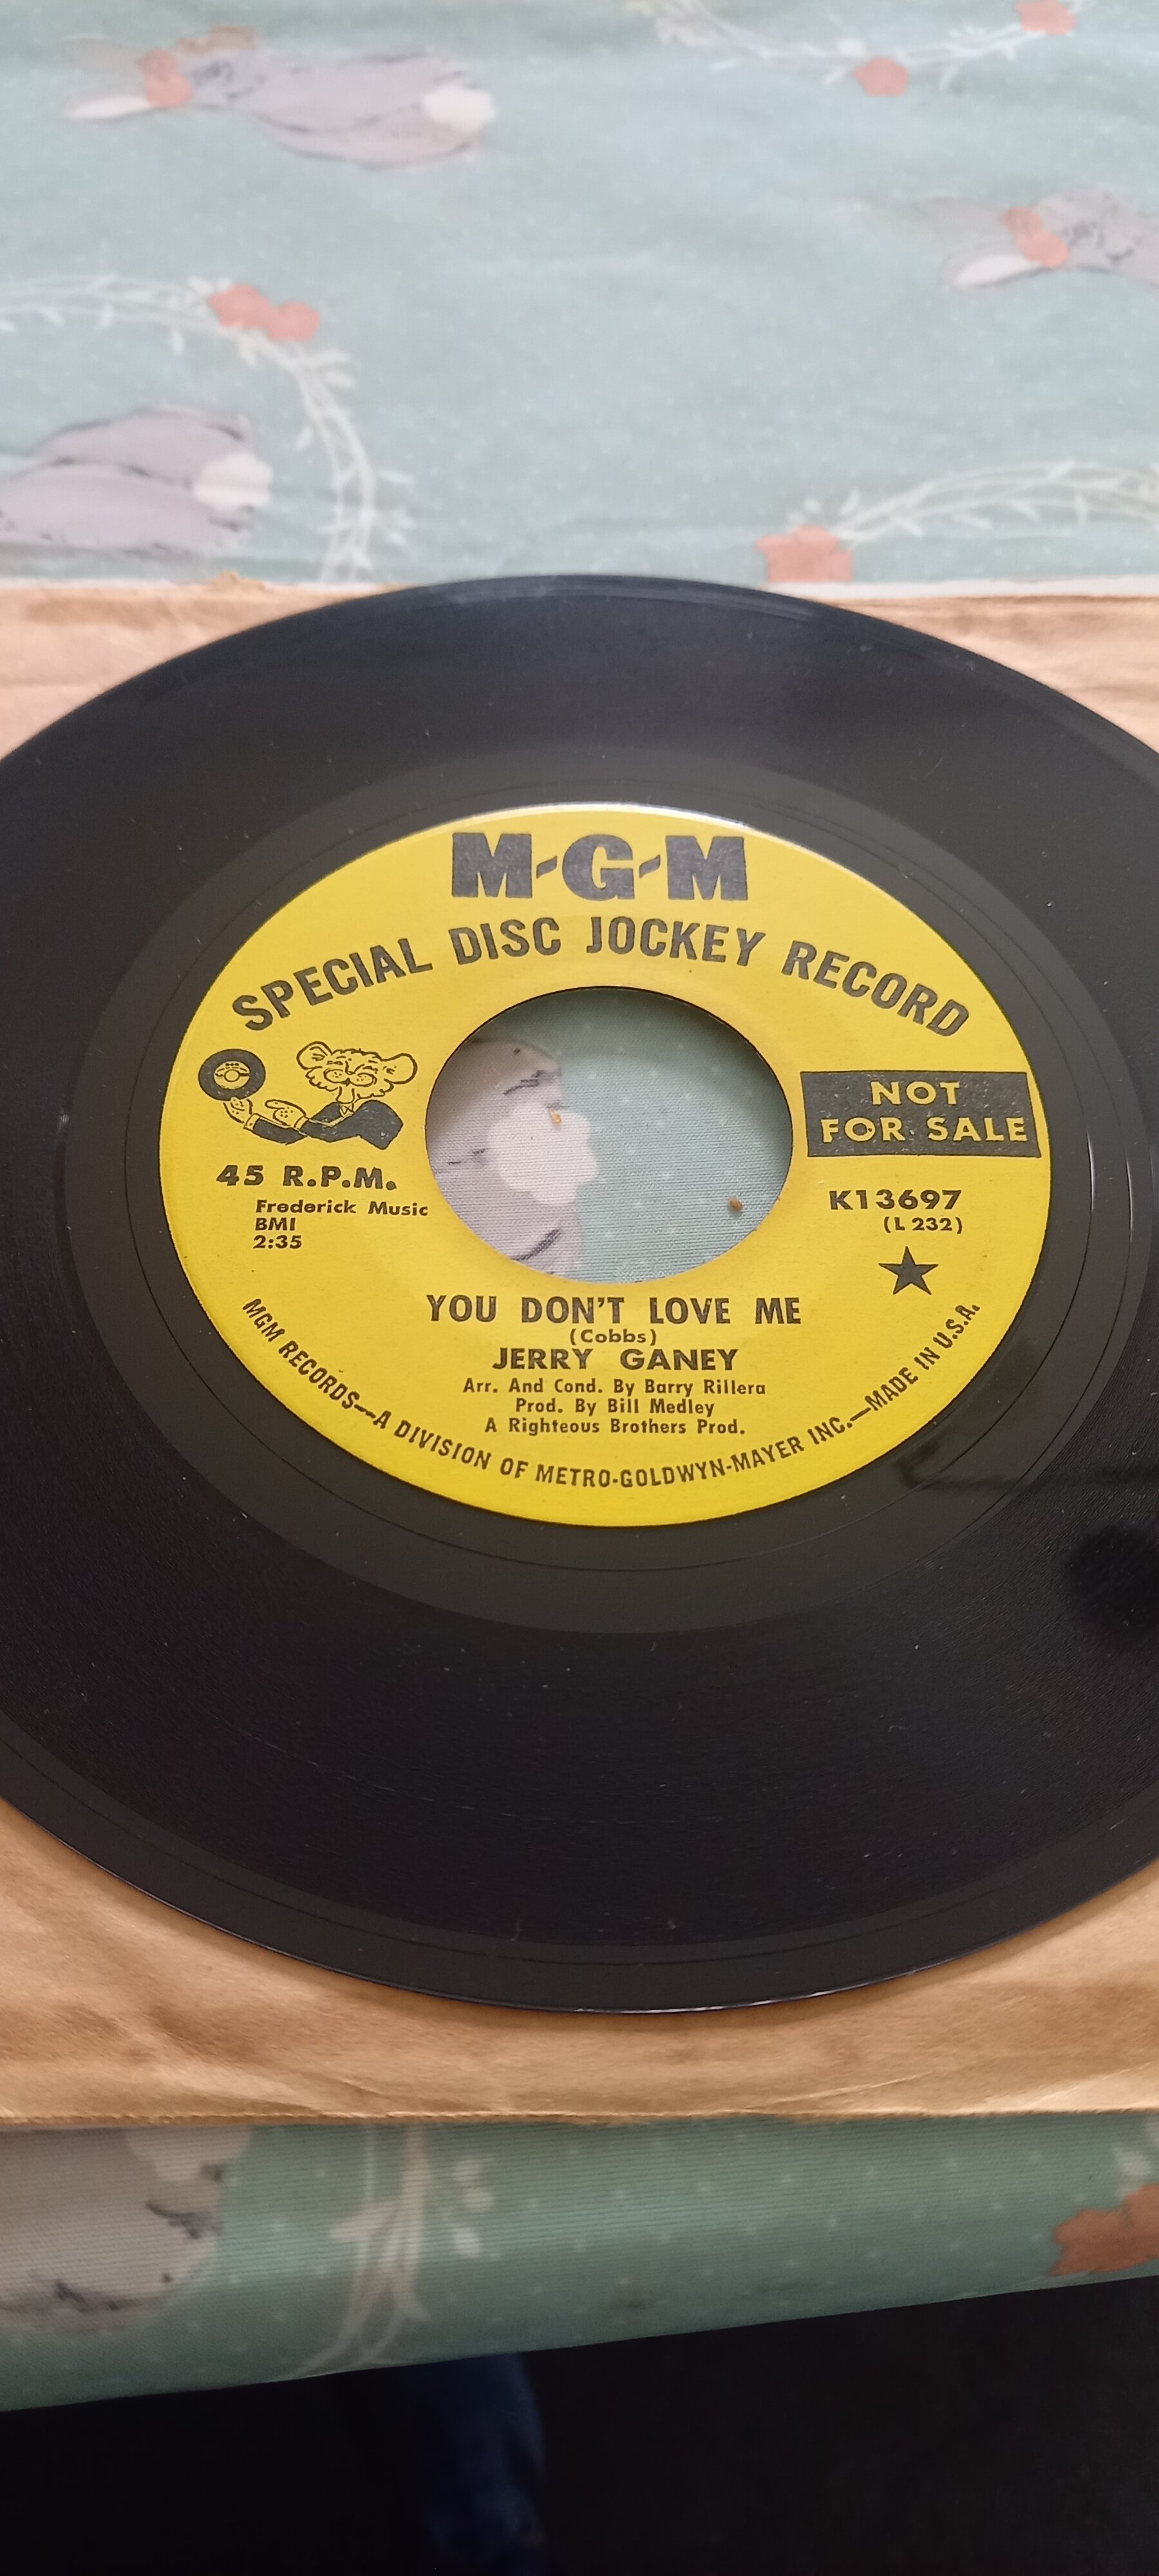 M-G-M
SPECIAL DISC JOCKEY RECORD
NOT
FOR SALE
45 R.P.M.
Frederick Music
BMI
2:35
K13697
(L 232)
YOU DON'T LOVE ME
(Cobbs)
JERRY GANEY
Arr. And Cond. By Barry Rillera
Prod. By Bill Medley
A Righteous Brothers Prod.
MGM RECORDS—A DIVISION OF METRO-GOLDWYN-MAYER INC.—MADE IN U.S.A.